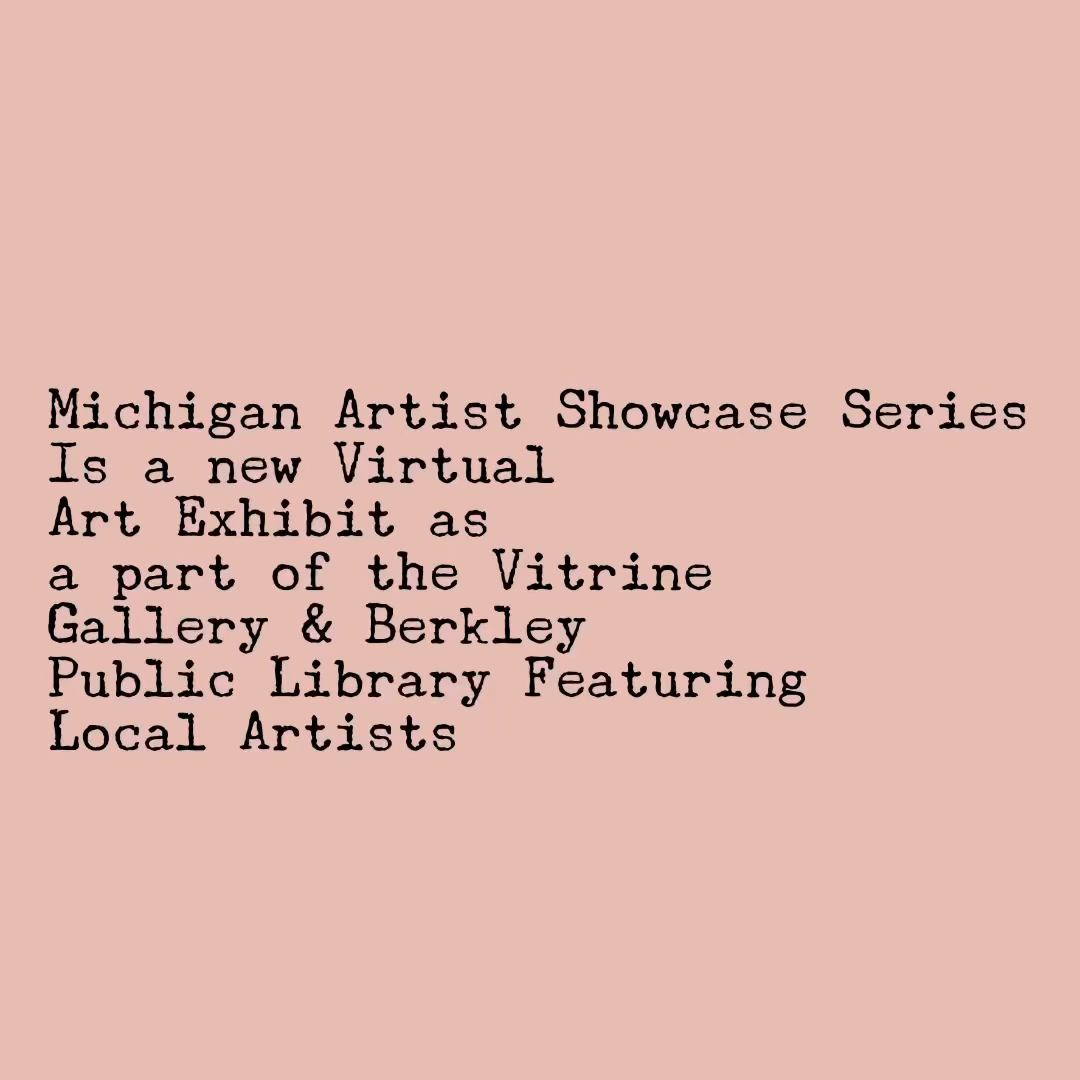 Michigan Artist Showcase Series
Is a new Virtual
Art Exhibit as
a part of the Vitrine
Gallery & Berkley
Public Library Featuring
Local Artists